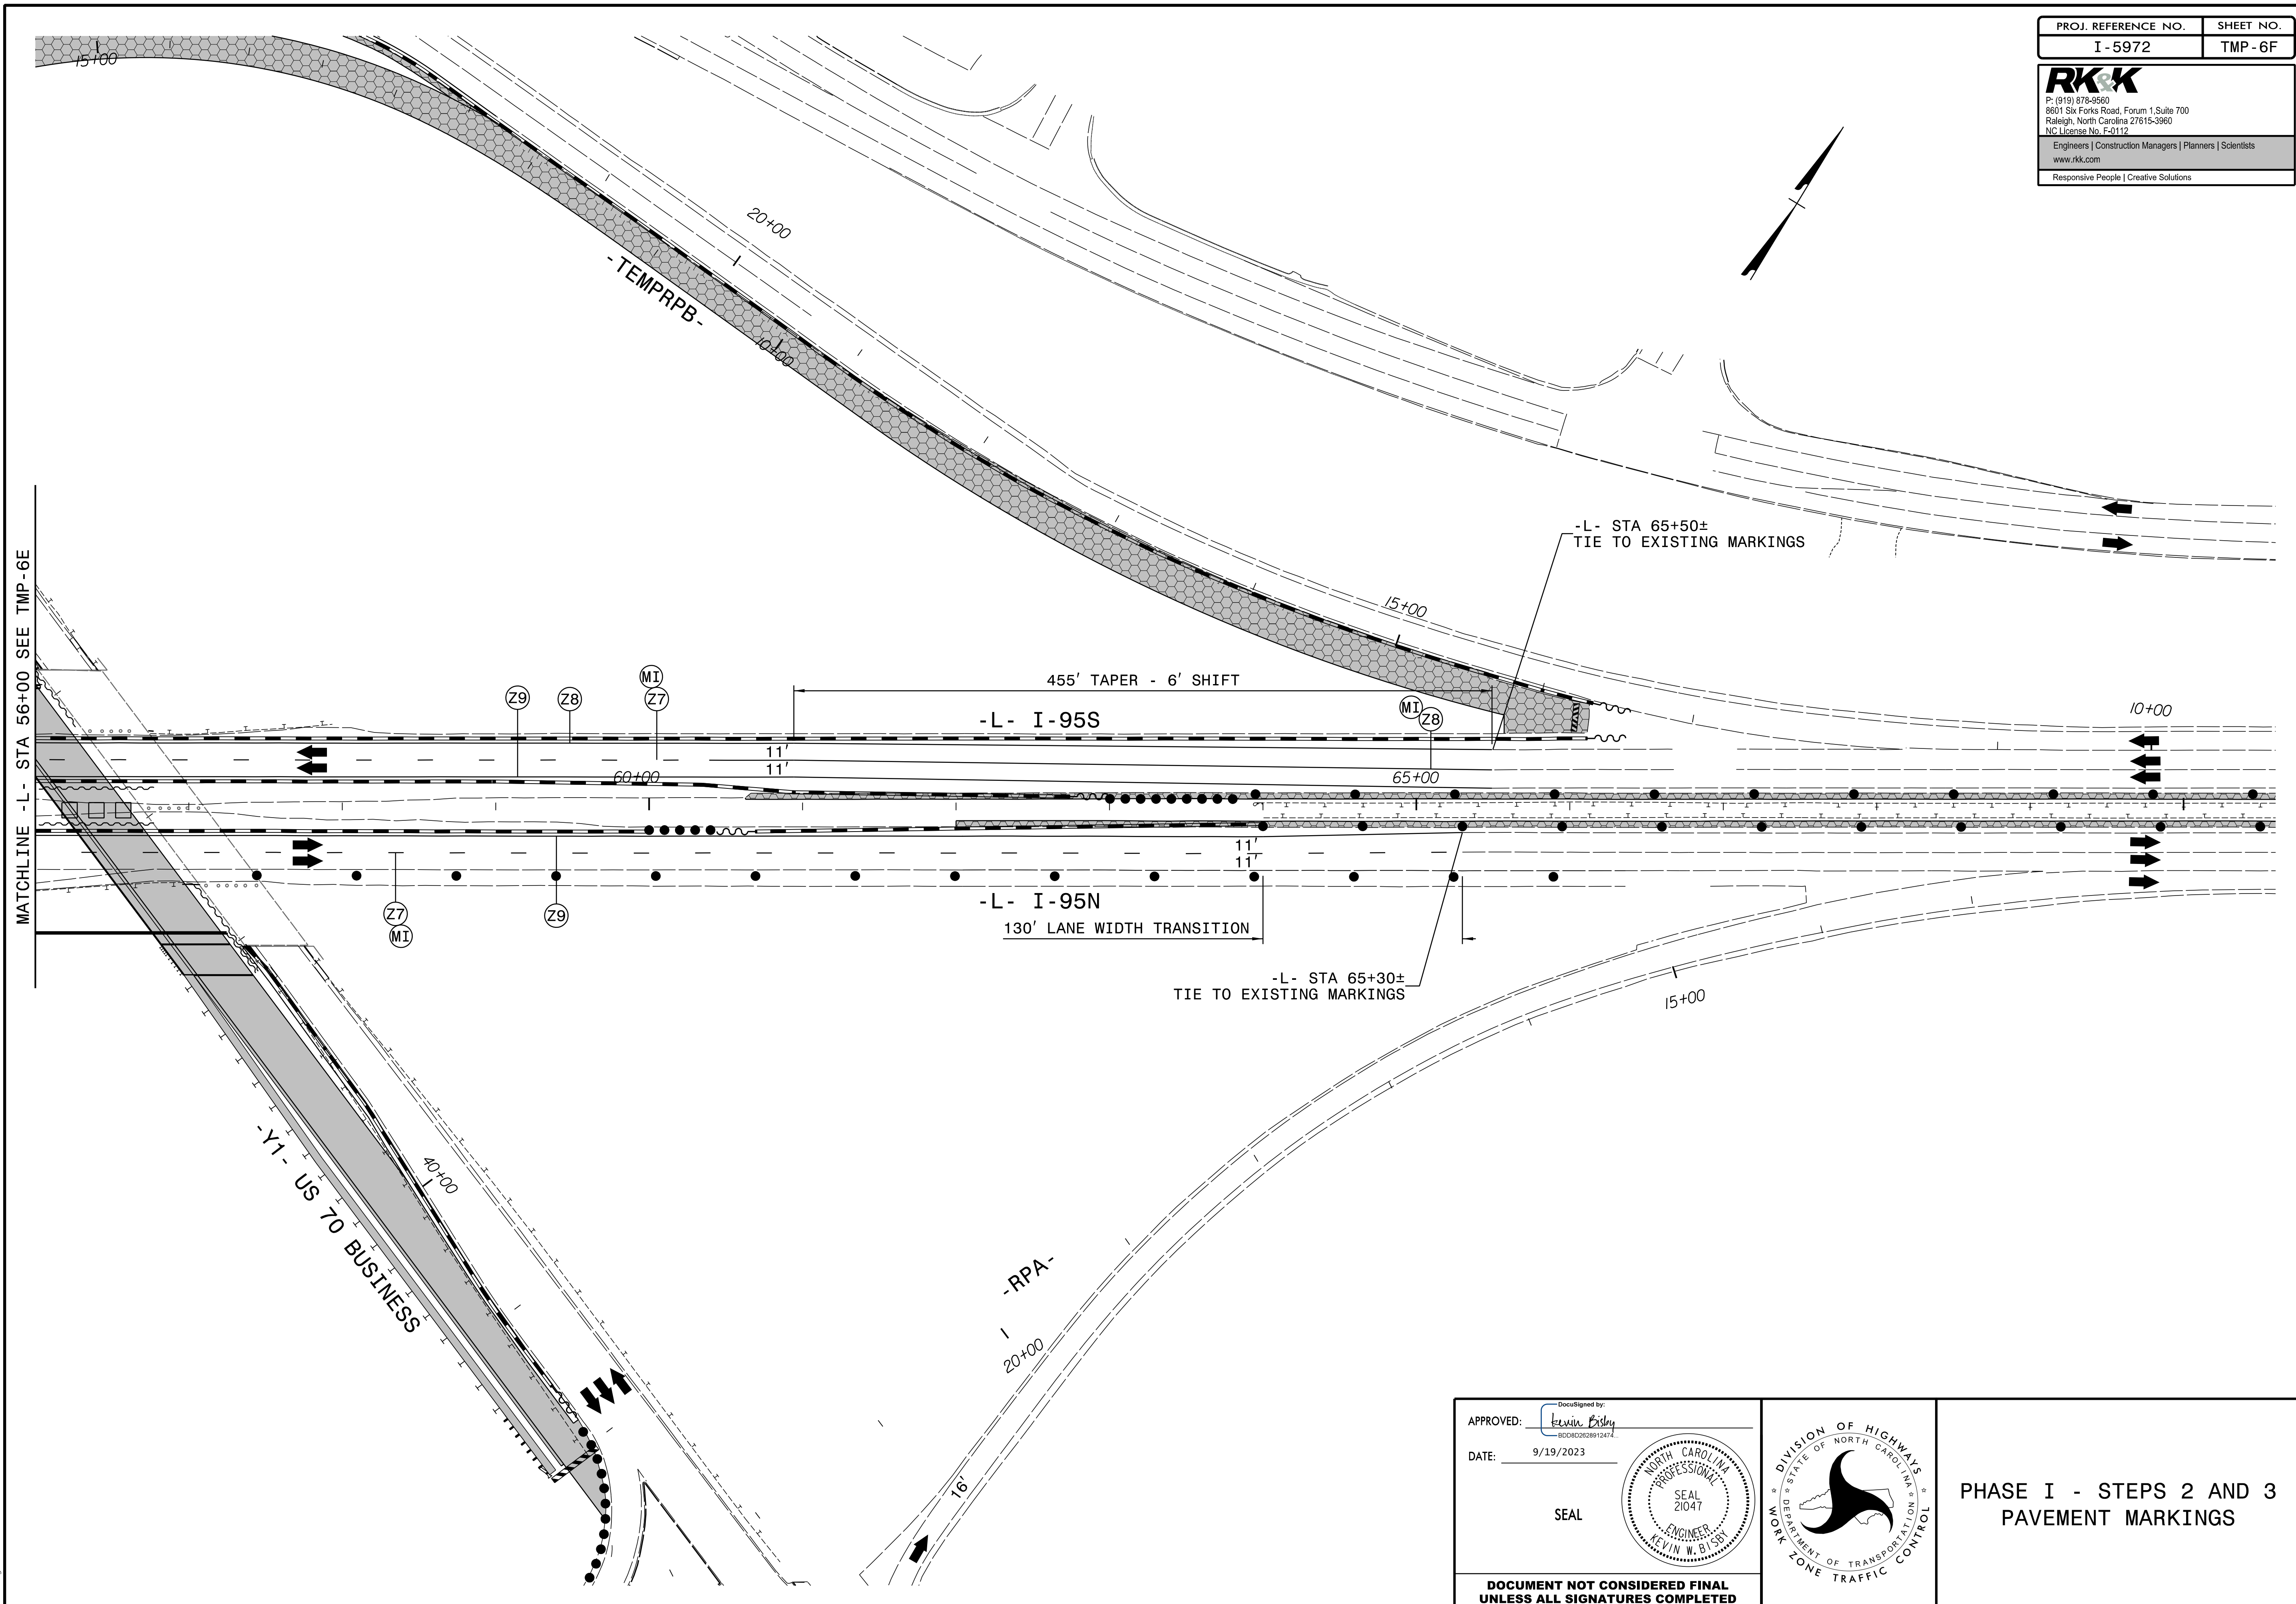 PROJ. REFERENCE NO.
SHEET NO.
I-5972
TMP-6F
RK&K
P: (919) 878-9560
8601 Six Forks Road, Forum 1,Suite 700
Raleigh, North Carolina 27615-3960
NC License No. F-0112
Engineers | Construction Managers | Planners | Scientists
www.rkk.com
Responsive People | Creative Solutions
15+00
20+00
-TEMPRPB-
10+00
-L- STA 65+50±
TIE TO EXISTING MARKINGS
15+00
MATCHLINE -L- STA 56+00 SEE TMP-6E
455' TAPER - 6' SHIFT
Z9
Z8
MI
Z7
MI
Z8
-L- I-95S
10+00
11'
11'
60+00
65+00
11'
11'
Z7
MI
Z9
-L- I-95N
130' LANE WIDTH TRANSITION
-L- STA 65+30±
TIE TO EXISTING MARKINGS
15+00
40+00
-Y1- US 70 BUSINESS
-RPA-
20+00
16'
APPROVED:
DocuSigned by:
Kevin Bisby
BDD8D2628912474...
DATE:
9/19/2023
SEAL
NORTH CAROLINA
PROFESSIONAL
SEAL
21047
ENGINEER
KEVIN W. BISBY
DOCUMENT NOT CONSIDERED FINAL
UNLESS ALL SIGNATURES COMPLETED
DIVISION OF HIGHWAYS
STATE OF NORTH CAROLINA
DEPARTMENT OF TRANSPORTATION
WORK ZONE TRAFFIC CONTROL
PHASE I - STEPS 2 AND 3
PAVEMENT MARKINGS